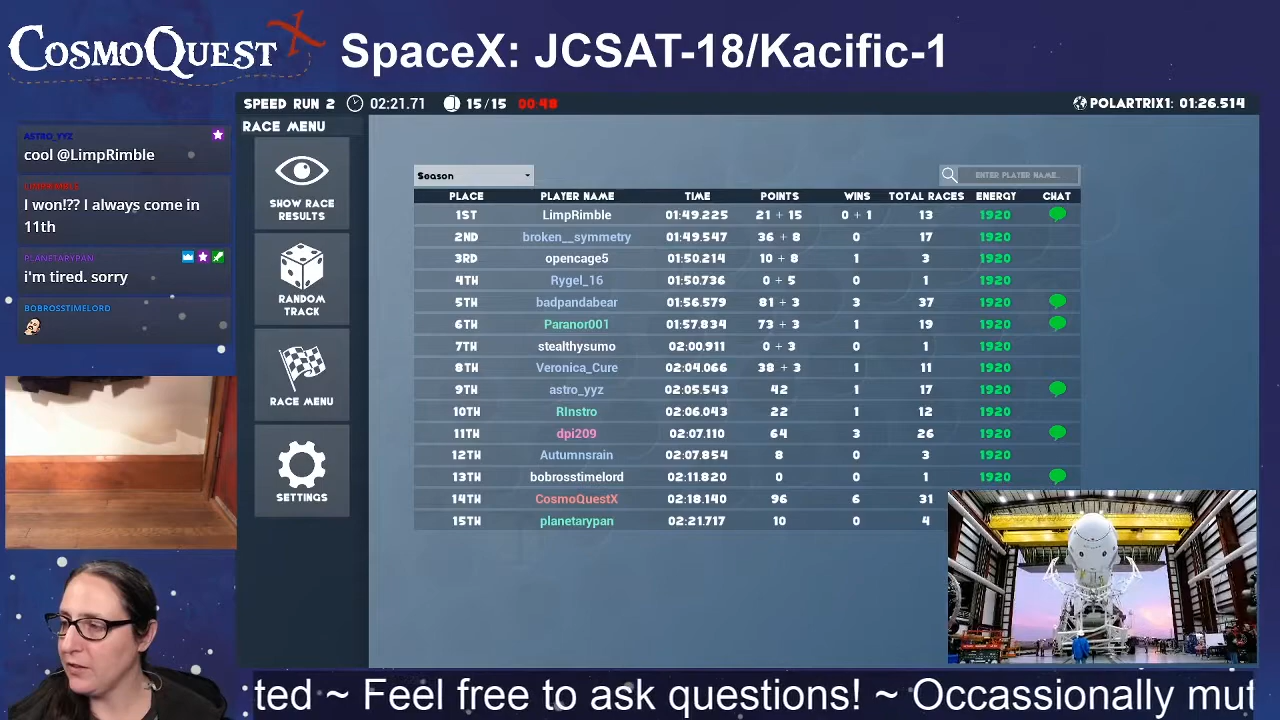 CosmoQuest X
SpaceX: JCSAT-18/Kacific-1
SPEED RUN 2 02:21.71 15/15 00:48 POLARTRIX1: 01:26.514
RACE MENU
ASTRO_YYZ
cool @LimpRimble
LIMPRIMBLE
I won!?? I always come in
11th
PLANETARYPAN
i'm tired. sorry
BOBROSSTIMELORD
SHOW RACE
RESULTS
RANDOM
TRACK
RACE MENU
SETTINGS
Season ENTER PLAYER NAME..
PLACE PLAYER NAME TIME POINTS WINS TOTAL RACES ENERGY CHAT
1ST LimpRimble 01:49.225 21 + 15 0 + 1 13 1920
2ND broken__symmetry 01:49.547 36 + 8 0 17 1920
3RD opencage5 01:50.214 10 + 8 1 3 1920
4TH Rygel_16 01:50.736 0 + 5 0 1 1920
5TH badpandabear 01:56.579 81 + 3 3 37 1920
6TH Paranor001 01:57.834 73 + 3 1 19 1920
7TH stealthysumo 02:00.911 0 + 3 0 1 1920
8TH Veronica_Cure 02:04.066 38 + 3 1 11 1920
9TH astro_yyz 02:05.543 42 1 17 1920
10TH RInstro 02:06.043 22 1 12 1920
11TH dpi209 02:07.110 64 3 26 1920
12TH Autumnsrain 02:07.854 8 0 3 1920
13TH bobrosstimelord 02:11.820 0 0 1 1920
14TH CosmoQuestX 02:18.140 96 6 31
15TH planetarypan 02:21.717 10 0 4
ted ~ Feel free to ask questions! ~ Occassionally mut